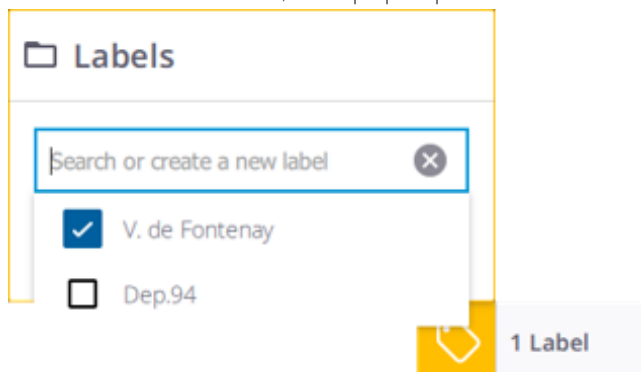 Labels
Search or create a new label
V. de Fontenay
Dep.94
1 Label